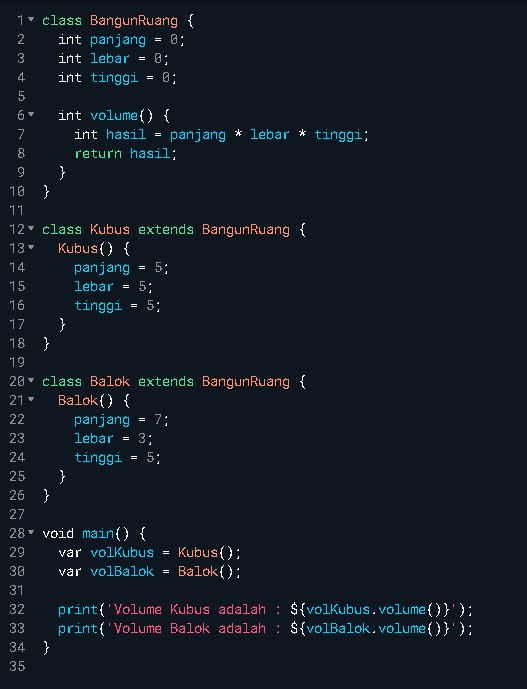 1 class BangunRuang {
2 int panjang = 0;
3 int lebar = 0;
4 int tinggi = 0;
5
6 int volume() {
7 int hasil = panjang * lebar * tinggi;
8 return hasil;
9 }
10 }
11
12 class Kubus extends BangunRuang {
13 Kubus() {
14 panjang = 5;
15 lebar = 5;
16 tinggi = 5;
17 }
18 }
19
20 class Balok extends BangunRuang {
21 Balok() {
22 panjang = 7;
23 lebar = 3;
24 tinggi = 5;
25 }
26 }
27
28 void main() {
29 var volKubus = Kubus();
30 var volBalok = Balok();
31
32 print('Volume Kubus adalah : ${volKubus.volume()}');
33 print('Volume Balok adalah : ${volBalok.volume()}');
34 }
35